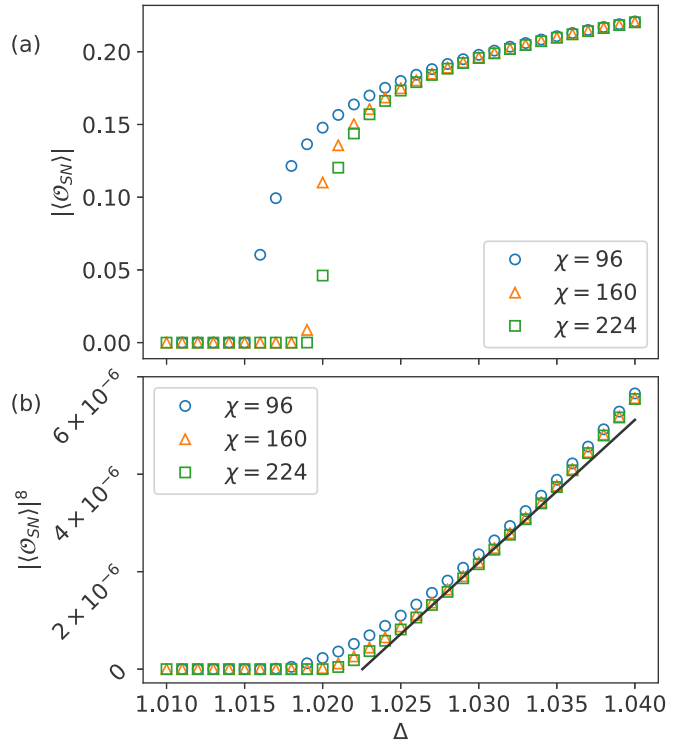 (a)
|⟨𝒪_SN⟩|
0.20
0.15
0.10
0.05
0.00
χ = 96
χ = 160
χ = 224
(b)
|⟨𝒪_SN⟩|^8
6 × 10^−6
4 × 10^−6
2 × 10^−6
0
χ = 96
χ = 160
χ = 224
1.010 1.015 1.020 1.025 1.030 1.035 1.040
Δ